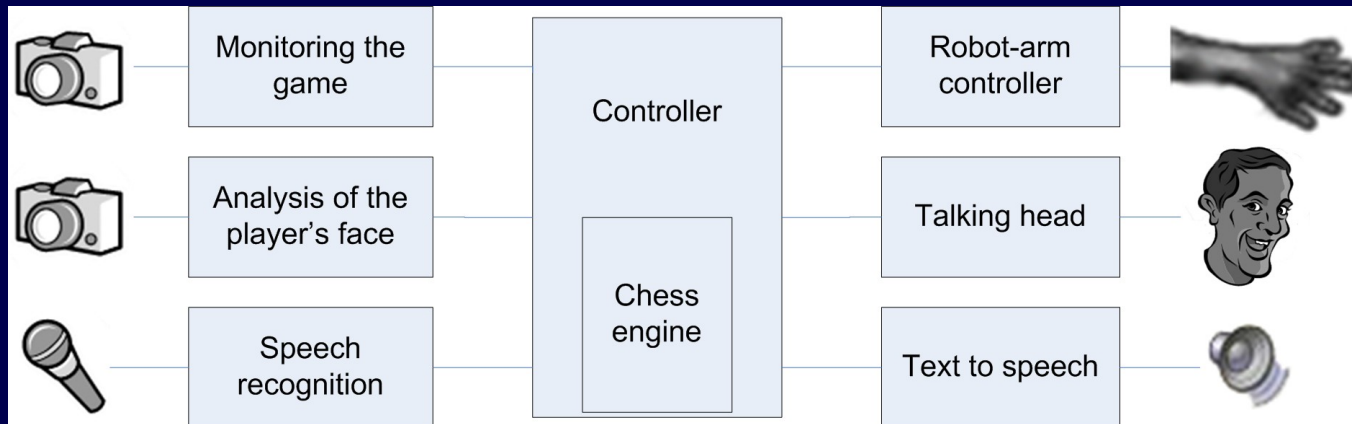 Monitoring the
game
Analysis of the
player's face
Speech
recognition
Controller
Chess
engine
Robot-arm
controller
Talking head
Text to speech